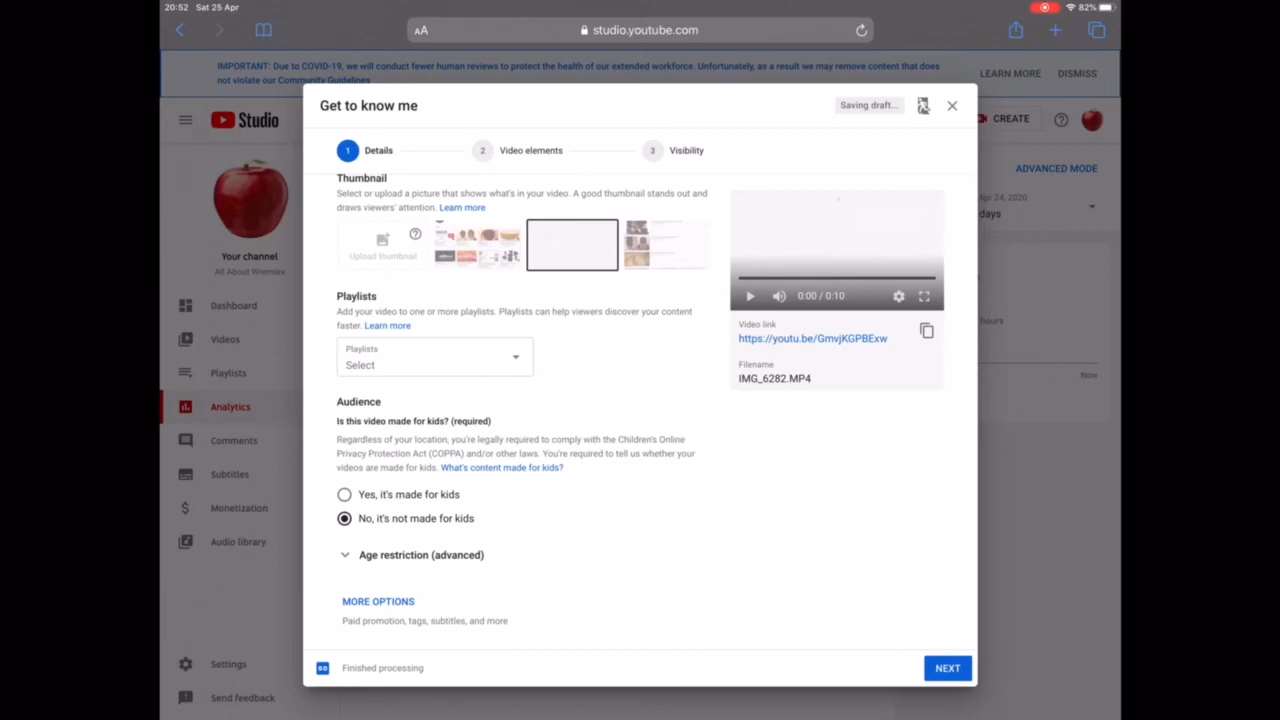 20:52 Sat 25 Apr
82%
AA
studio.youtube.com
IMPORTANT: Due to COVID-19, we will conduct fewer human reviews to protect the health of our extended workforce. Unfortunately, as a result we may remove content that does
not violate our Community Guidelines
LEARN MORE
DISMISS
Studio
CREATE
Get to know me
Saving draft...
1 Details
2 Video elements
3 Visibility
ADVANCED MODE
Apr 24, 2020
days
Your channel
All About Wremlex
Dashboard
Videos
Playlists
Analytics
Comments
Subtitles
Monetization
Audio library
Settings
Send feedback
Thumbnail
Select or upload a picture that shows what's in your video. A good thumbnail stands out and
draws viewers' attention. Learn more
Upload thumbnail
Playlists
Add your video to one or more playlists. Playlists can help viewers discover your content
faster. Learn more
Playlists
Select
Audience
Is this video made for kids? (required)
Regardless of your location, you're legally required to comply with the Children's Online
Privacy Protection Act (COPPA) and/or other laws. You're required to tell us whether your
videos are made for kids. What's content made for kids?
Yes, it's made for kids
No, it's not made for kids
Age restriction (advanced)
MORE OPTIONS
Paid promotion, tags, subtitles, and more
0:00 / 0:10
Video link
https://youtu.be/GmvjKGPBExw
Filename
IMG_6282.MP4
hours
Now
Finished processing
NEXT